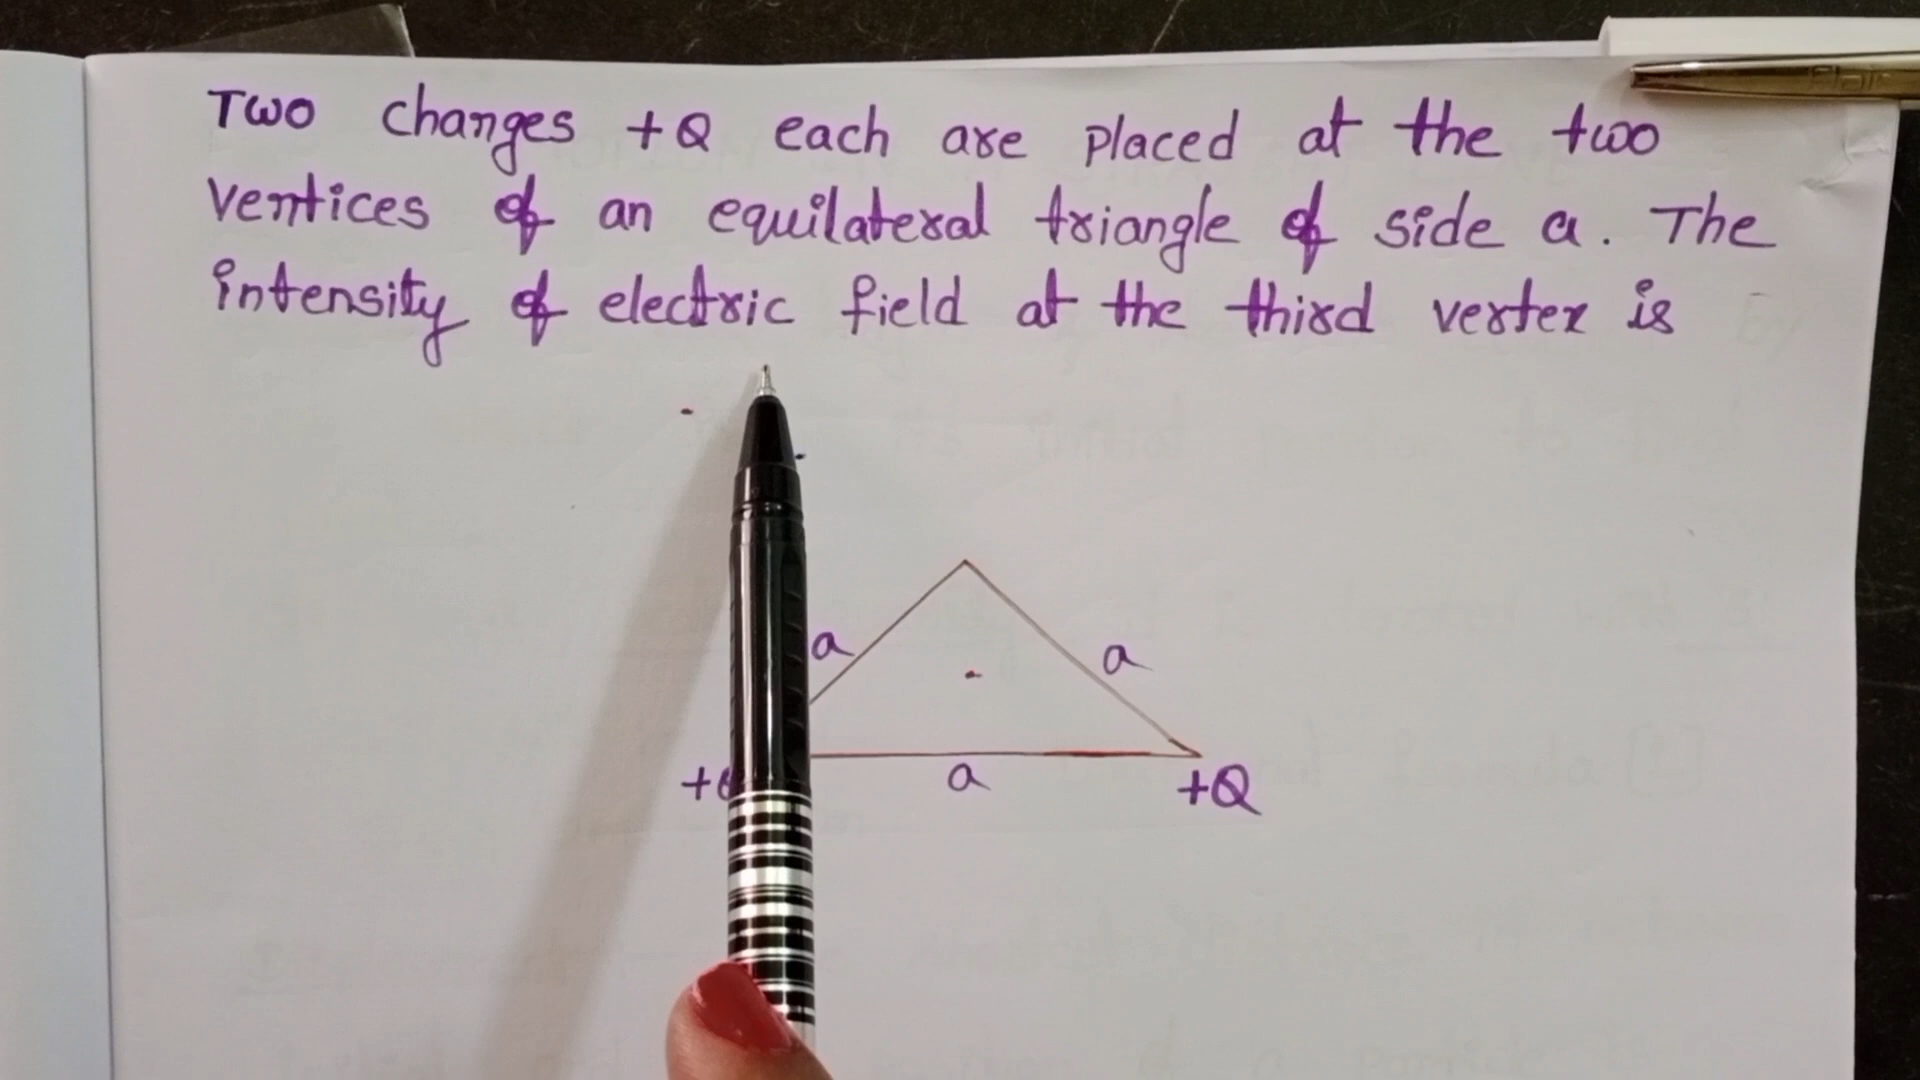 Two changes +Q each are placed at the two
vertices of an equilateral triangle of side a. The
intensity of electric field at the third vertex is
a a
a
+Q